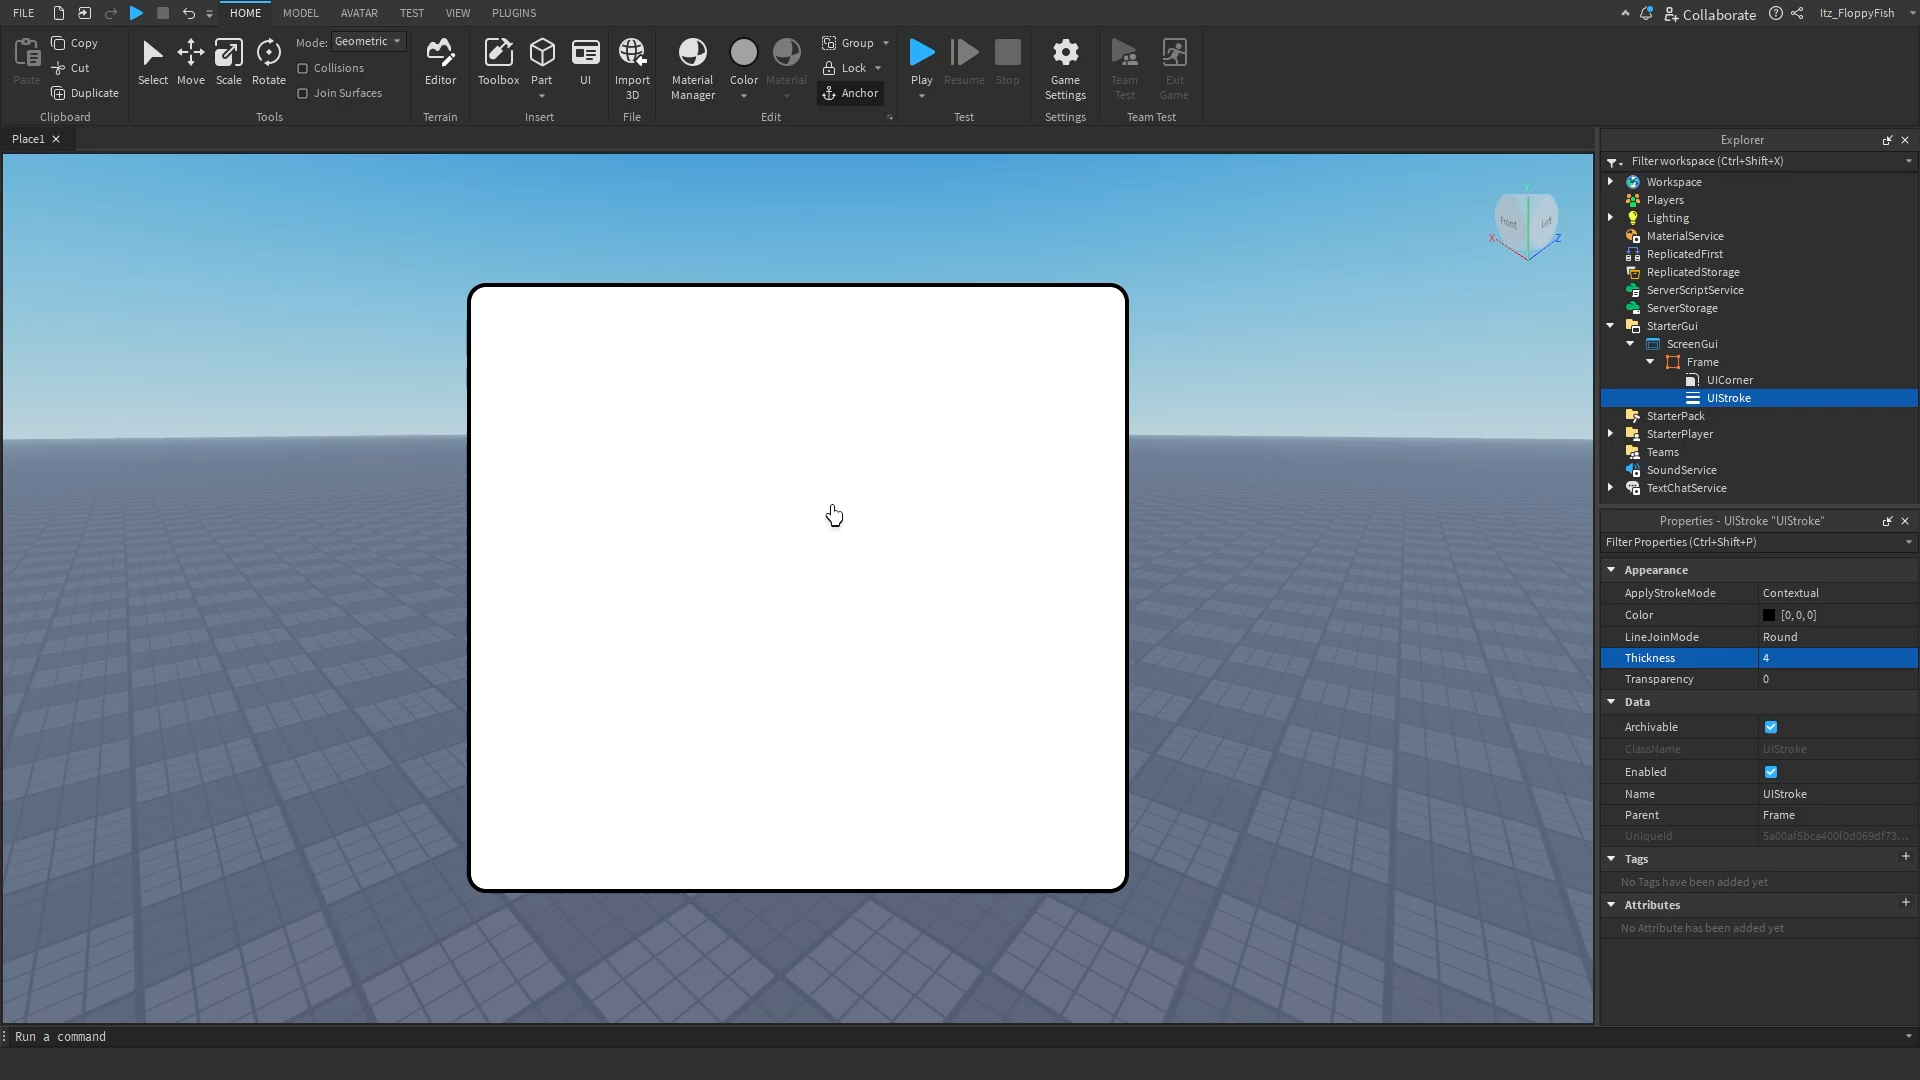 FILE HOME MODEL AVATAR TEST VIEW PLUGINS Collaborate Itz_FloppyFish
Paste Copy Cut Duplicate
Clipboard
Select Move Scale Rotate
Mode: Geometric
Collisions
Join Surfaces
Tools
Editor
Terrain
Toolbox Part UI
Insert
Import 3D
File
Material Manager Color Material
Group
Lock
Anchor
Edit
Play Resume Stop
Test
Game Settings
Settings
Team Test Exit Game
Team Test
Place1
Front Left
X Y Z
Explorer
Filter workspace (Ctrl+Shift+X)
Workspace
Players
Lighting
MaterialService
ReplicatedFirst
ReplicatedStorage
ServerScriptService
ServerStorage
StarterGui
ScreenGui
Frame
UICorner
UIStroke
StarterPack
StarterPlayer
Teams
SoundService
TextChatService
Properties - UIStroke "UIStroke"
Filter Properties (Ctrl+Shift+P)
Appearance
ApplyStrokeMode Contextual
Color [0, 0, 0]
LineJoinMode Round
Thickness 4
Transparency 0
Data
Archivable
ClassName UIStroke
Enabled
Name UIStroke
Parent Frame
UniqueId 5a00af5bca400f0d069df73...
Tags
No Tags have been added yet
Attributes
No Attribute has been added yet
Run a command